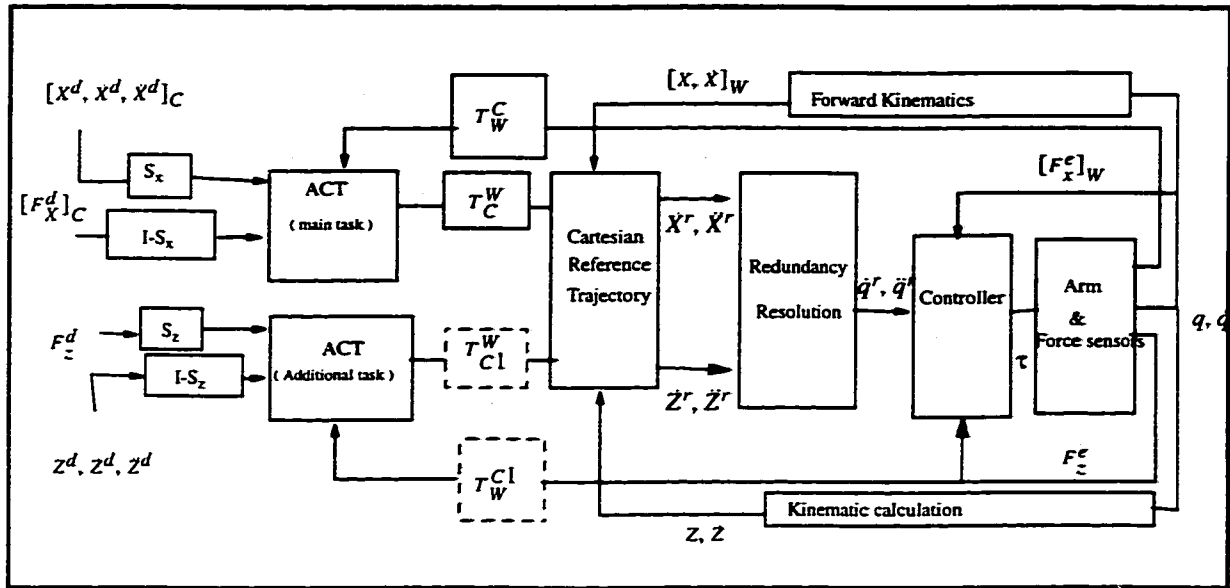 [X^d, Ẋ^d, Ẍ^d]_C
T_W^C
[X, Ẋ]_W
Forward Kinematics
S_x
ACT
( main task )
T_C^W
[F_x^e]_W
[F_X^d]_C
I-S_x
Cartesian
Reference
Trajectory
Ẋ^r, Ẍ^r
Redundancy
Resolution
q̇^r, q̈^r
Controller
Arm
&
Force sensors
q, q̇
τ
F_z^d
S_z
ACT
( Additional task )
T_C1^W
I-S_z
Ż^r, Z̈^r
Z^d, Ż^d, Z̈^d
T_W^C1
F_z^e
Kinematic calculation
Z, Ż